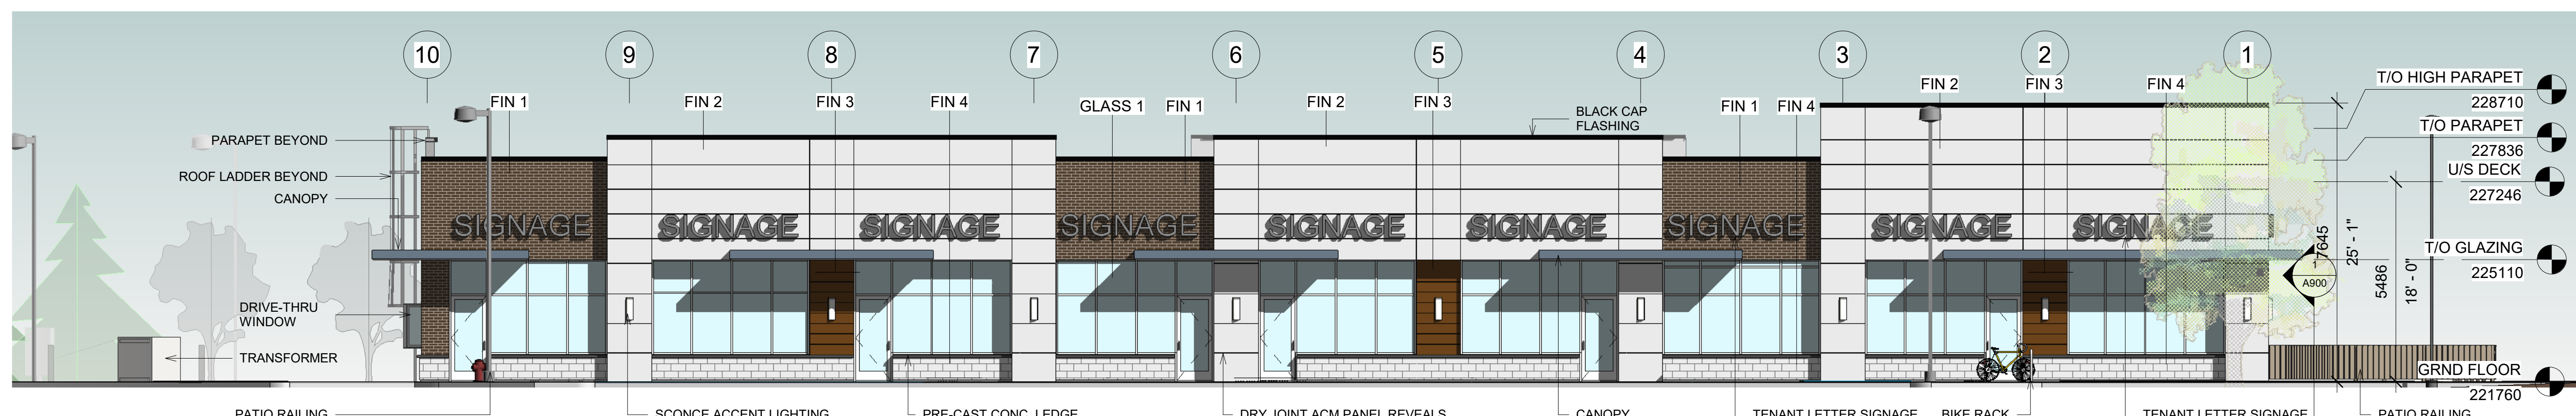 10 9 8 7 6 5 4 3 2 1
T/O HIGH PARAPET
228710
FIN 1 FIN 2 FIN 3 FIN 4 GLASS 1 FIN 1 FIN 2 FIN 3 BLACK CAP
FLASHING
FIN 1 FIN 4 FIN 2 FIN 3 FIN 4
T/O PARAPET
227836
PARAPET BEYOND
ROOF LADDER BEYOND
CANOPY
U/S DECK
227246
SIGNAGE SIGNAGE SIGNAGE SIGNAGE SIGNAGE SIGNAGE SIGNAGE SIGNAGE SIGNAGE
T/O GLAZING
225110
7645
25' - 1"
5486
18' - 0"
1
A900
DRIVE-THRU
WINDOW
TRANSFORMER
GRND FLOOR
221760
PATIO RAILING SCONCE ACCENT LIGHTING PRE-CAST CONC. LEDGE DRY JOINT ACM PANEL REVEALS CANOPY TENANT LETTER SIGNAGE BIKE RACK TENANT LETTER SIGNAGE PATIO RAILING